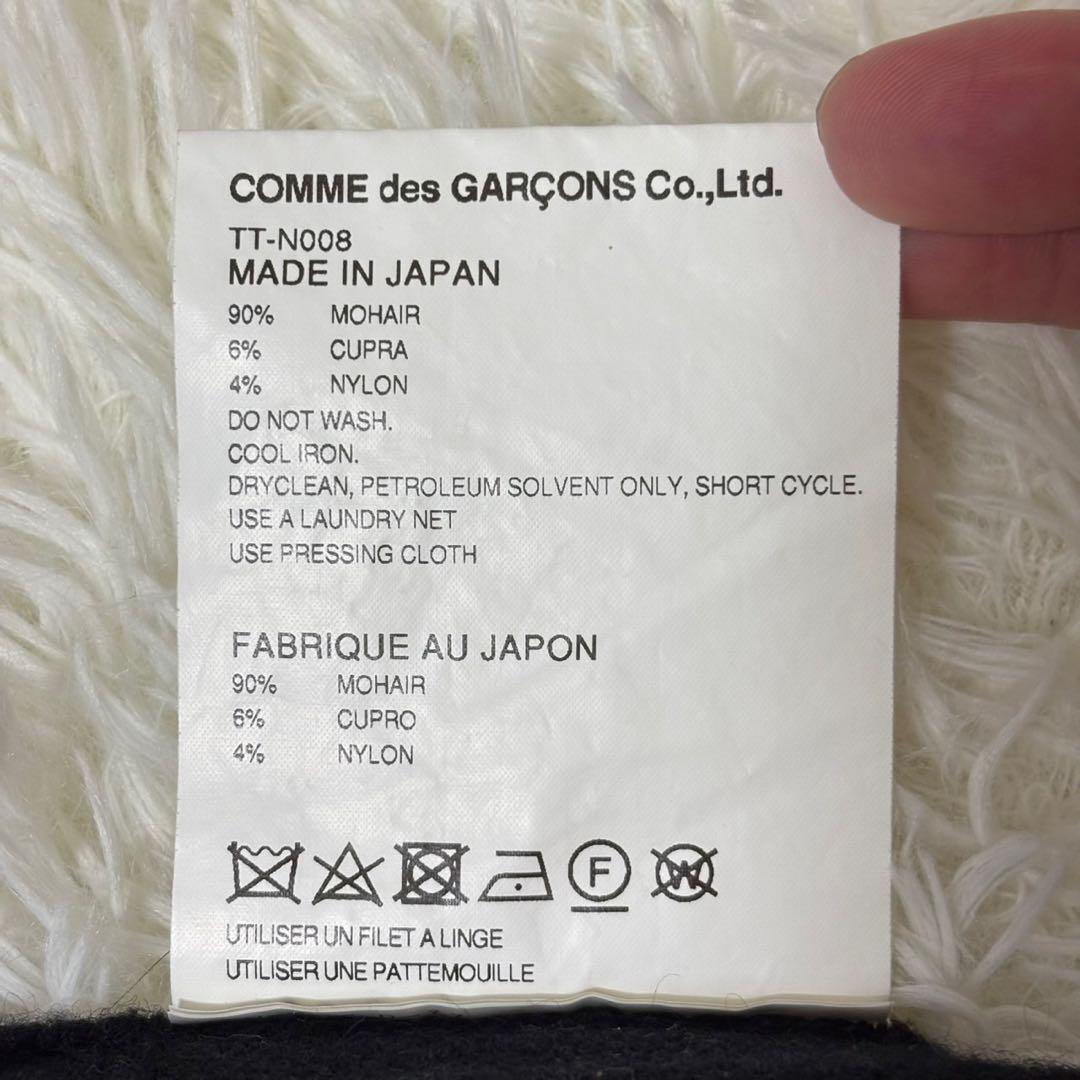 COMME des GARÇONS Co.,Ltd.
TT-N008
MADE IN JAPAN
90% MOHAIR
6% CUPRA
4% NYLON
DO NOT WASH.
COOL IRON.
DRYCLEAN, PETROLEUM SOLVENT ONLY, SHORT CYCLE.
USE A LAUNDRY NET
USE PRESSING CLOTH
FABRIQUE AU JAPON
90% MOHAIR
6% CUPRO
4% NYLON
F W
UTILISER UN FILET A LINGE
UTILISER UNE PATTEMOUILLE